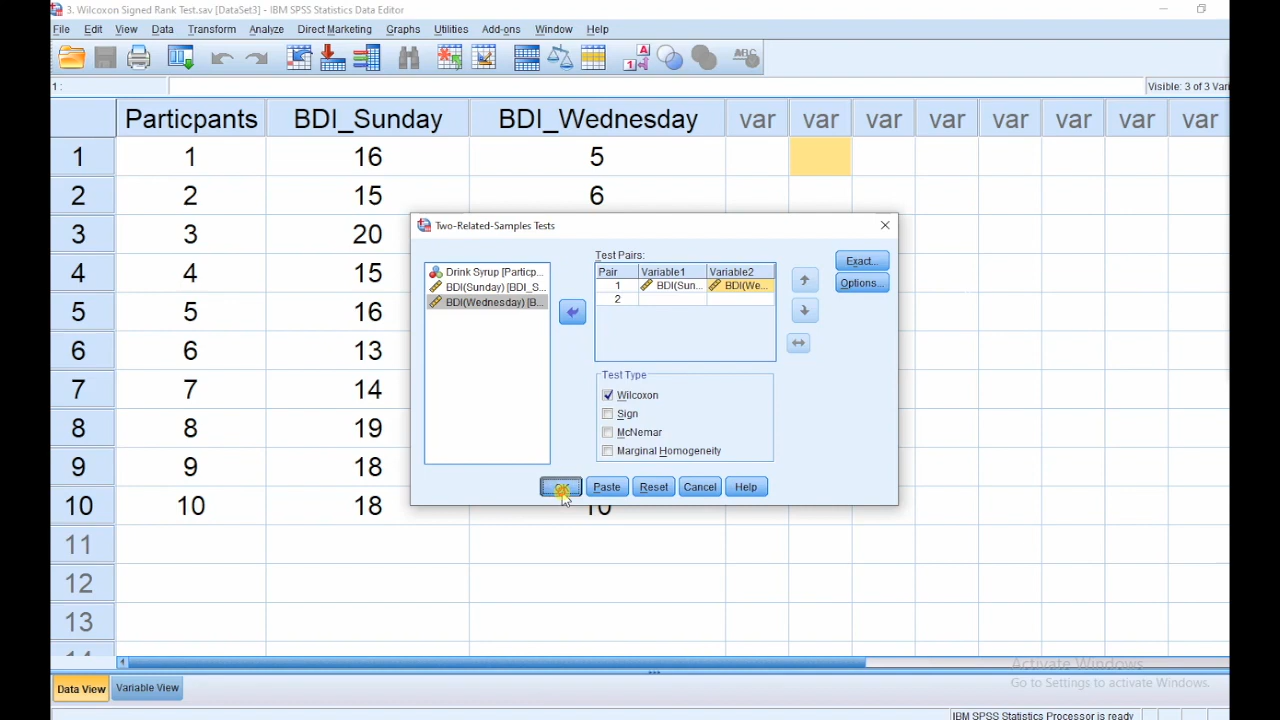 3. Wilcoxon Signed Rank Test.sav [DataSet3] - IBM SPSS Statistics Data Editor
File Edit View Data Transform Analyze Direct Marketing Graphs Utilities Add-ons Window Help
1 :
Visible: 3 of 3 Vari
Particpants BDI_Sunday BDI_Wednesday var var var var var var var var
1 1 16 5
2 2 15 6
3 3 20
4 4 15
5 5 16
6 6 13
7 7 14
8 8 19
9 9 18
10 10 18 10
11
12
13
14
Two-Related-Samples Tests
Drink Syrup [Particp...
BDI(Sunday) [BDI_S...
BDI(Wednesday) [B...
Test Pairs:
Pair Variable1 Variable2
1 BDI(Sun... BDI(We...
2
Exact...
Options...
Test Type
Wilcoxon
Sign
McNemar
Marginal Homogeneity
Paste Reset Cancel Help
Activate Windows
Go to Settings to activate Windows.
Data View Variable View
IBM SPSS Statistics Processor is ready